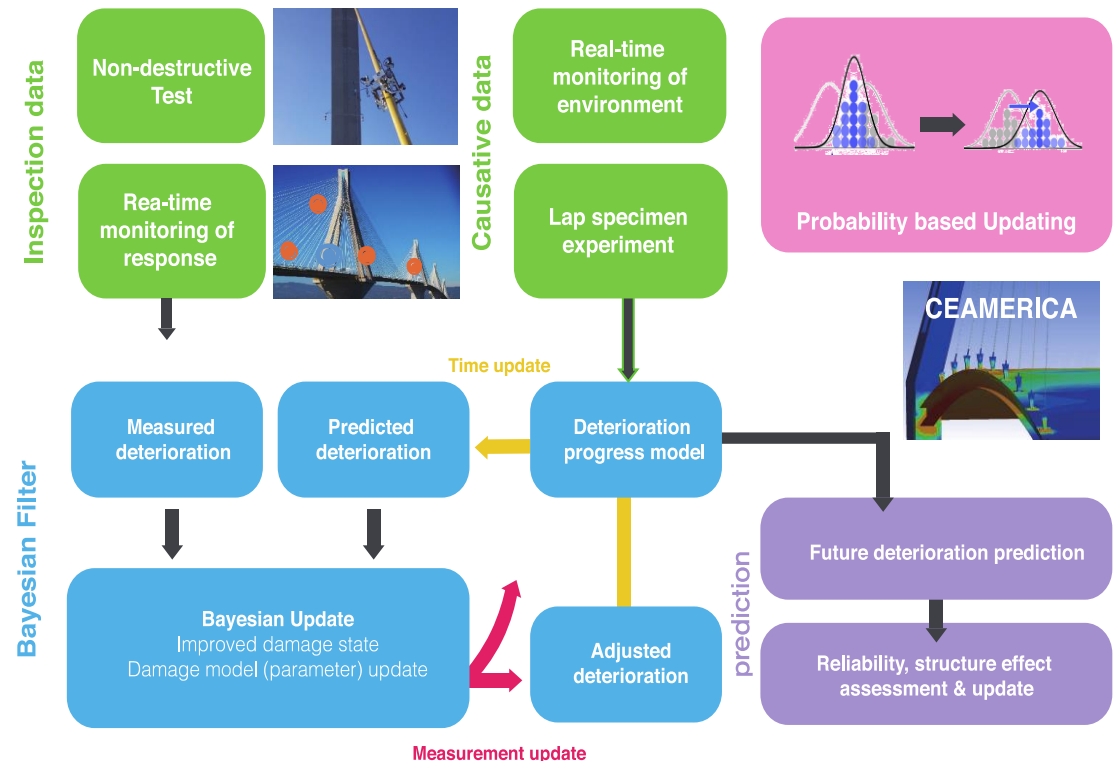 Inspection data
Non-destructive
Test
Rea-time
monitoring of
response
Causative data
Real-time
monitoring of
environment
Lap specimen
experiment
Probability based Updating
CEAMERICA
Time update
Bayesian Filter
Measured
deterioration
Predicted
deterioration
Deterioration
progress model
Bayesian Update
Improved damage state
Damage model (parameter) update
Adjusted
deterioration
Measurement update
prediction
Future deterioration prediction
Reliability, structure effect
assessment & update